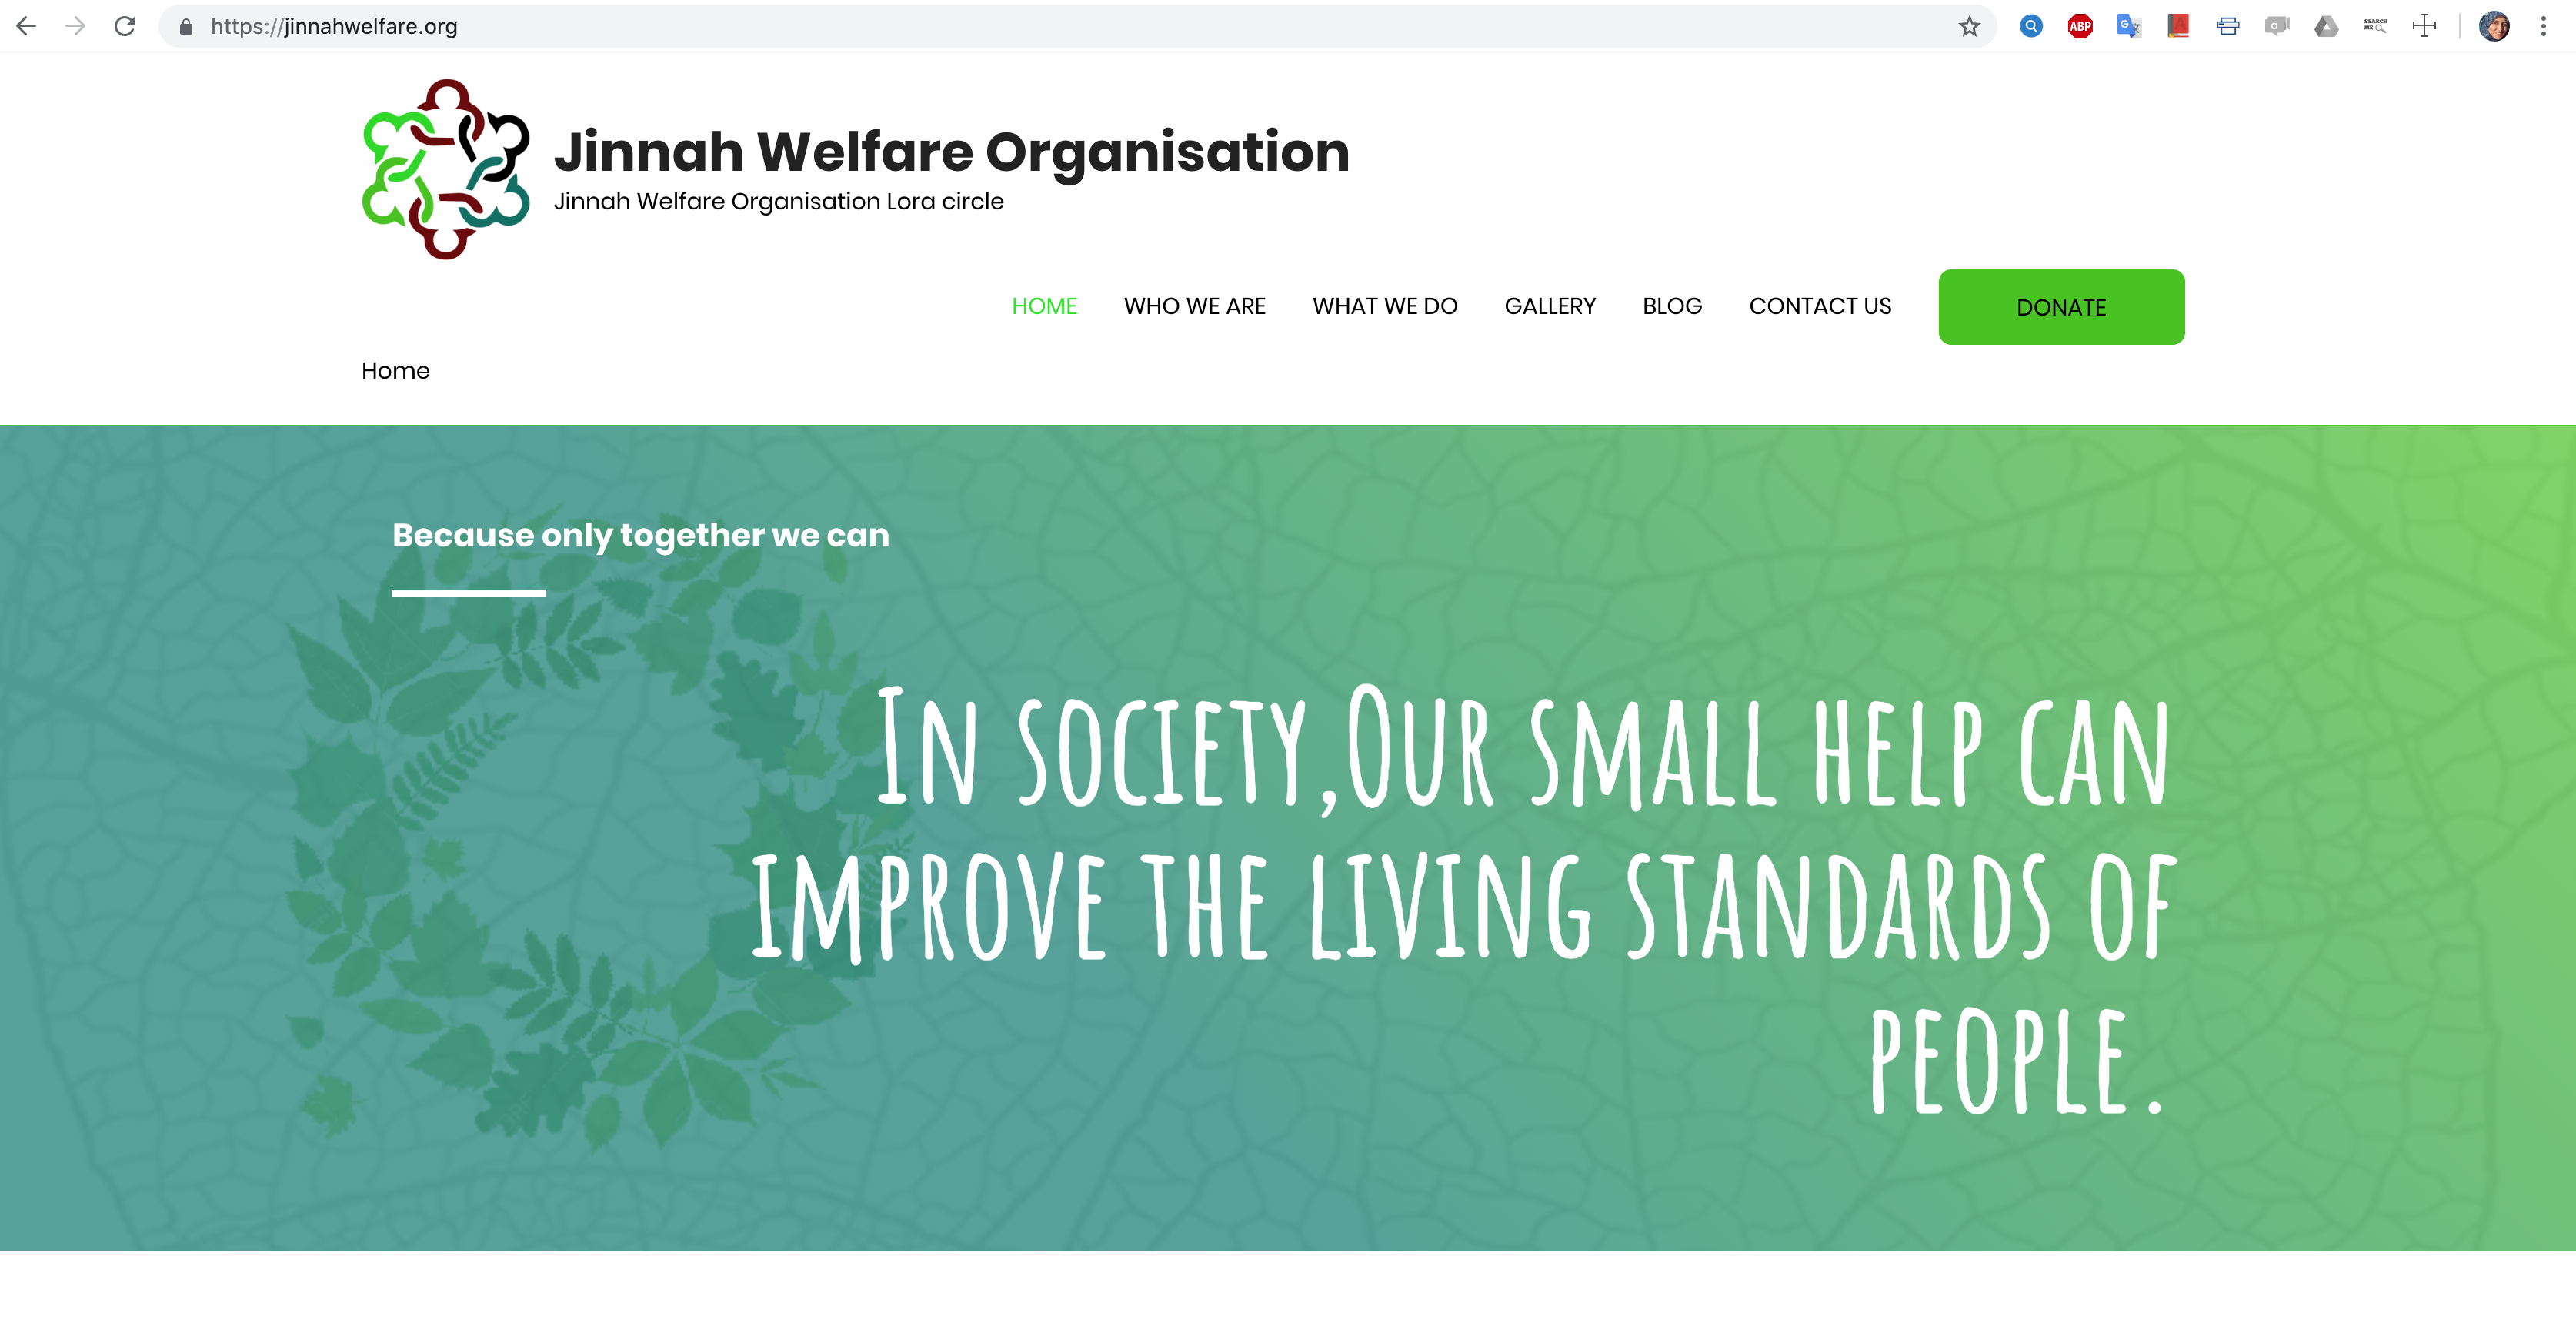 https://jinnahwelfare.org
ABP
SEARCH
ME
Jinnah Welfare Organisation
Jinnah Welfare Organisation Lora circle
HOME WHO WE ARE WHAT WE DO GALLERY BLOG CONTACT US DONATE
Home
Because only together we can
In society,Our small help can
improve the living standards of
people.